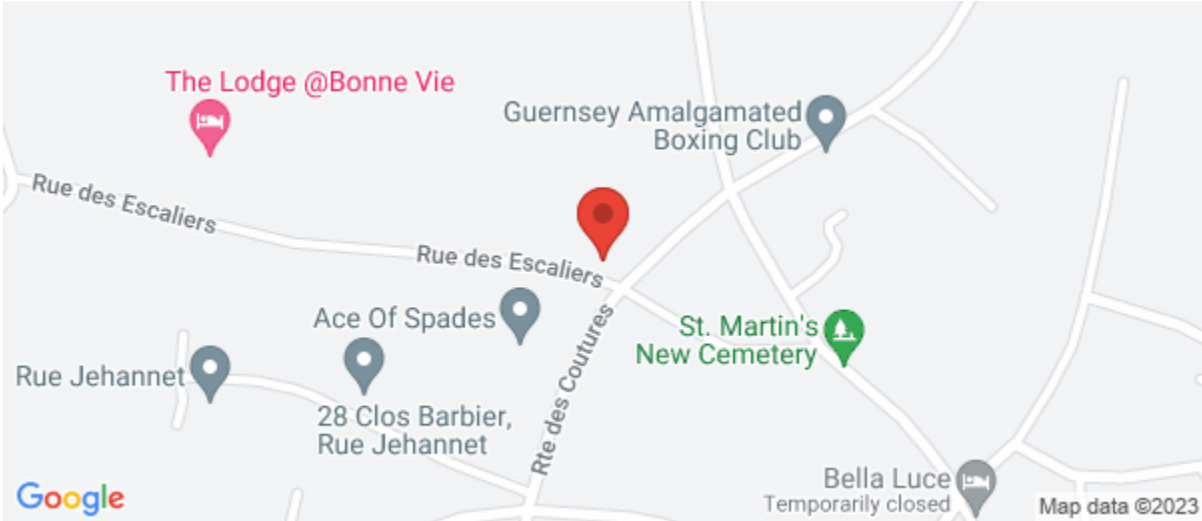 The Lodge @Bonne Vie
Guernsey Amalgamated
Boxing Club
Rue des Escaliers
Rue des Escaliers
Ace Of Spades
St. Martin's
New Cemetery
Rue Jehannet
28 Clos Barbier,
Rue Jehannet
Rte des Coutures
Bella Luce
Temporarily closed
Google
Map data ©2023